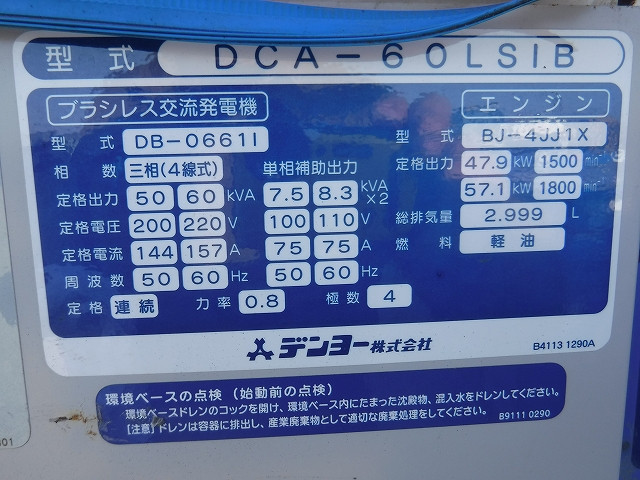 型式 DCA-60LSIB
ブラシレス交流発電機
型式 DB-0661I
相数 三相(4線式) 単相補助出力
定格出力 50 60 kVA 7.5 8.3 kVA×2
定格電圧 200 220 V 100 110 V
定格電流 144 157 A 75 75 A
周波数 50 60 Hz 50 60 Hz
定格 連続 力率 0.8 極数 4
エンジン
型式 BJ-4JJ1X
定格出力 47.9 kW 1500 min⁻¹
57.1 kW 1800 min⁻¹
総排気量 2.999 L
燃料 軽油
デンヨー株式会社
B4113 1290A
環境ベースの点検(始動前の点検)
環境ベースドレンのコックを開け、環境ベース内にたまった沈殿物、混入水をドレンしてください。
[注意]ドレンは容器に排出し、産業廃棄物として適切な廃棄処理をしてください。
B9111 0290